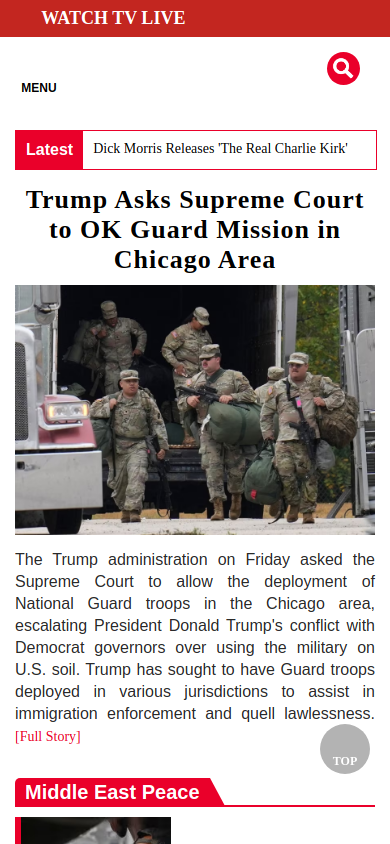 WATCH TV LIVE
MENU
Latest
Dick Morris Releases 'The Real Charlie Kirk'
Trump Asks Supreme Court
to OK Guard Mission in
Chicago Area
The Trump administration on Friday asked the
Supreme Court to allow the deployment of
National Guard troops in the Chicago area,
escalating President Donald Trump's conflict with
Democrat governors over using the military on
U.S. soil. Trump has sought to have Guard troops
deployed in various jurisdictions to assist in
immigration enforcement and quell lawlessness.
[Full Story]
TOP
Middle East Peace